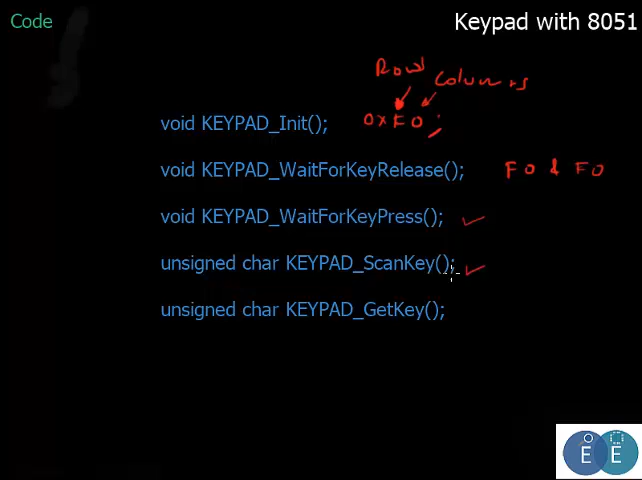 Code
Keypad with 8051
Row Columns
void KEYPAD_Init(); 0xF0;
void KEYPAD_WaitForKeyRelease(); F0 & F0
void KEYPAD_WaitForKeyPress();
unsigned char KEYPAD_ScanKey();
unsigned char KEYPAD_GetKey();
E E